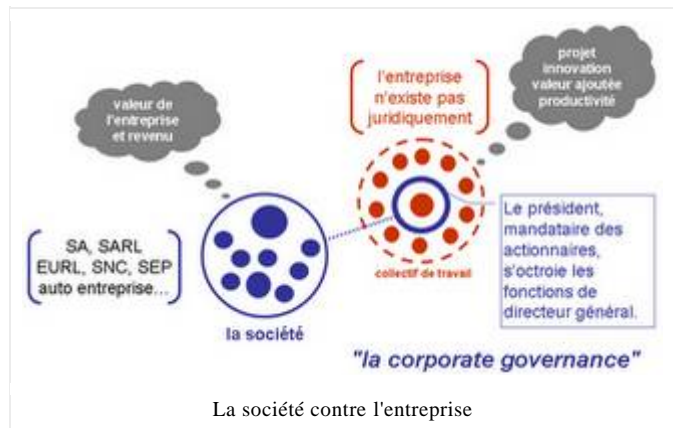 projet
innovation
valeur ajoutée
productivité
l'entreprise
n'existe pas
juridiquement
valeur de
l'entreprise
et revenu
SA, SARL
EURL, SNC, SEP
auto entreprise...
Le président,
mandataire des
actionnaires,
s'octroie les
fonctions de
directeur général.
collectif de travail
la société
"la corporate governance"
La société contre l'entreprise